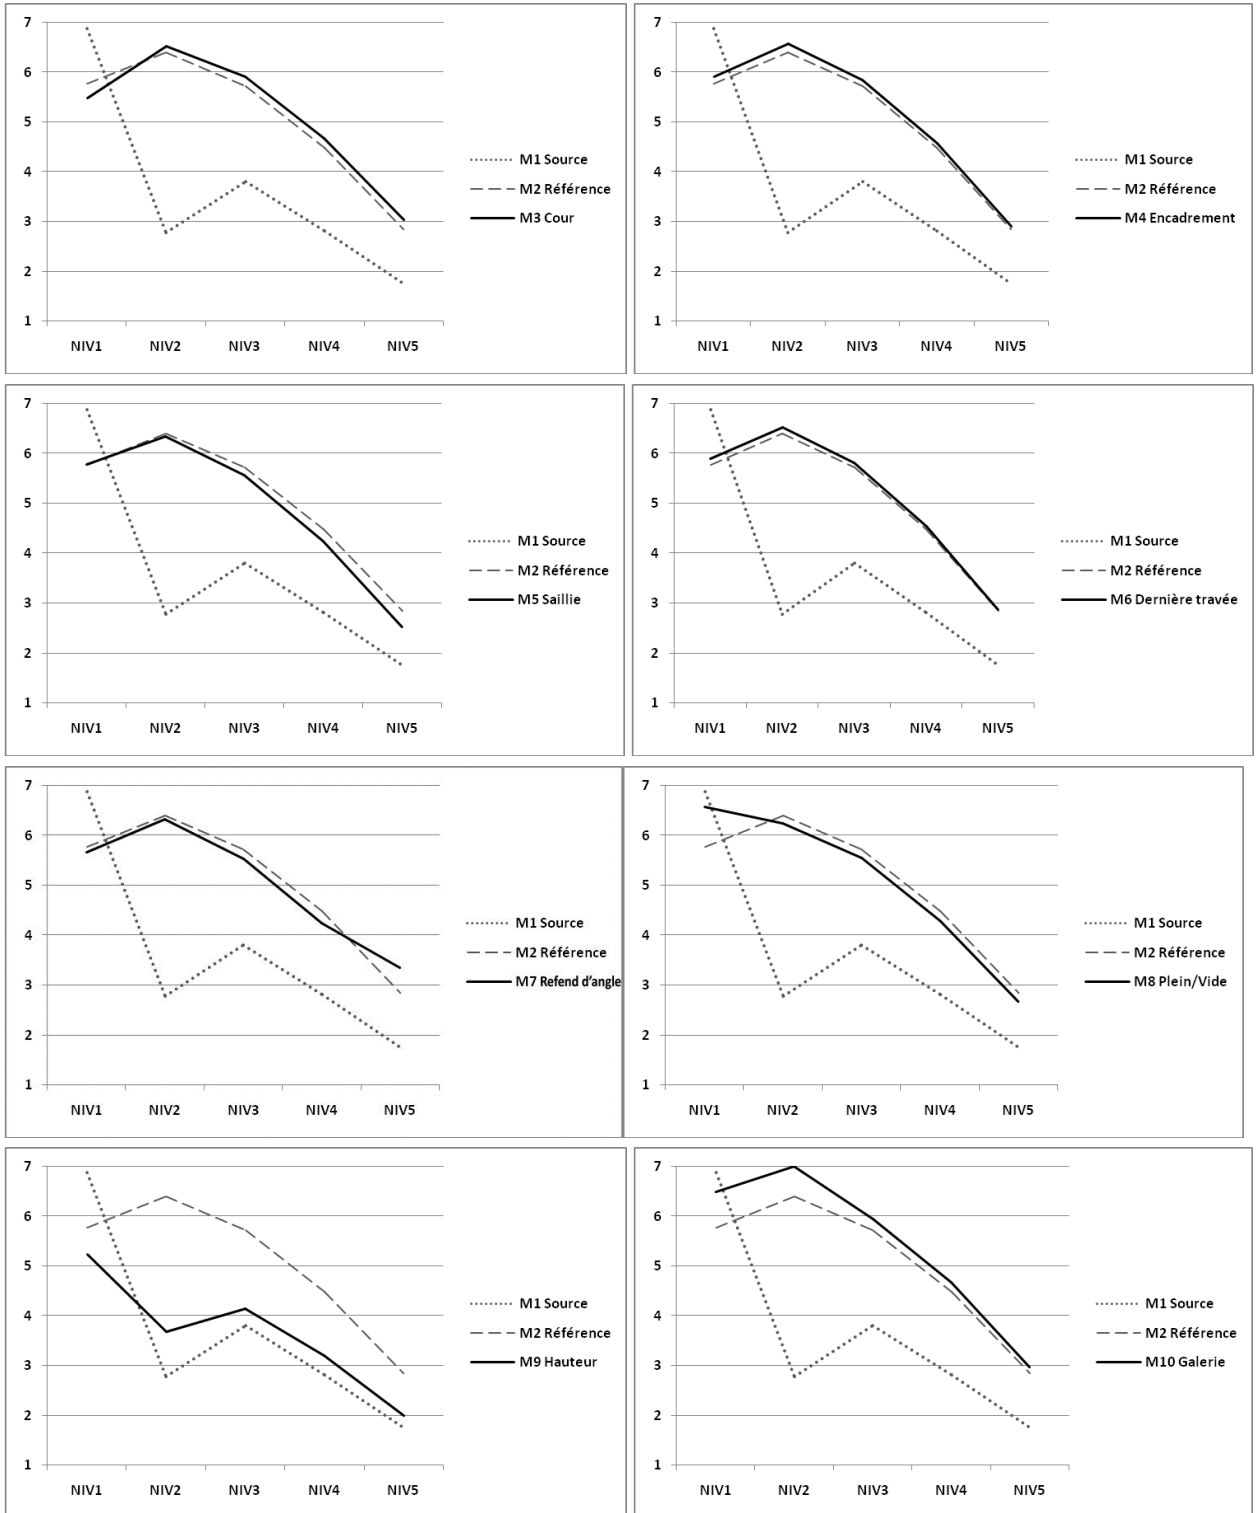 7
6
5
4
3
2
1
NIV1 NIV2 NIV3 NIV4 NIV5
M1 Source
M2 Référence
M3 Cour
7
6
5
4
3
2
1
NIV1 NIV2 NIV3 NIV4 NIV5
M1 Source
M2 Référence
M4 Encadrement
7
6
5
4
3
2
1
NIV1 NIV2 NIV3 NIV4 NIV5
M1 Source
M2 Référence
M5 Saillie
7
6
5
4
3
2
1
NIV1 NIV2 NIV3 NIV4 NIV5
M1 Source
M2 Référence
M6 Dernière travée
7
6
5
4
3
2
1
NIV1 NIV2 NIV3 NIV4 NIV5
M1 Source
M2 Référence
M7 Refend d'angle
7
6
5
4
3
2
1
NIV1 NIV2 NIV3 NIV4 NIV5
M1 Source
M2 Référence
M8 Plein/Vide
7
6
5
4
3
2
1
NIV1 NIV2 NIV3 NIV4 NIV5
M1 Source
M2 Référence
M9 Hauteur
7
6
5
4
3
2
1
NIV1 NIV2 NIV3 NIV4 NIV5
M1 Source
M2 Référence
M10 Galerie